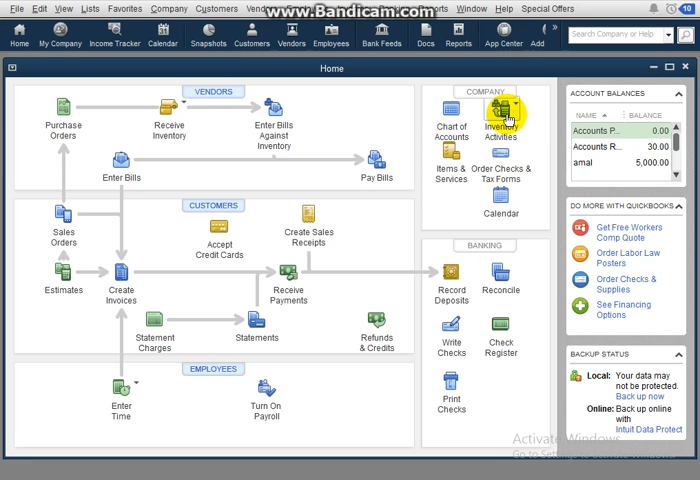 File Edit View Lists Favorites Company Customers Vendors Window Help Special Offers 10
www.Bandicam.com
Home My Company Income Tracker Calendar Snapshots Customers Vendors Employees Bank Feeds Docs Reports App Center Add
Search Company or Help
Home
VENDORS
Purchase
Orders
Receive
Inventory
Enter Bills
Against
Inventory
Enter Bills
Pay Bills
CUSTOMERS
Sales
Orders
Accept
Credit Cards
Create Sales
Receipts
Estimates
Create
Invoices
Receive
Payments
Statement
Charges
Statements
Refunds
& Credits
EMPLOYEES
Enter
Time
Turn On
Payroll
COMPANY
Chart of
Accounts
Inventory
Activities
Items &
Services
Order Checks &
Tax Forms
Calendar
BANKING
Record
Deposits
Reconcile
Write
Checks
Check
Register
Print
Checks
ACCOUNT BALANCES
NAME BALANCE
Accounts P... 0.00
Accounts R... 30.00
amal 5,000.00
DO MORE WITH QUICKBOOKS
Get Free Workers
Comp Quote
Order Labor Law
Posters
Order Checks &
Supplies
See Financing
Options
BACKUP STATUS
Local: Your data may
not be protected.
Back up now
Online: Back up online
with
Intuit Data Protect
Activate Windows